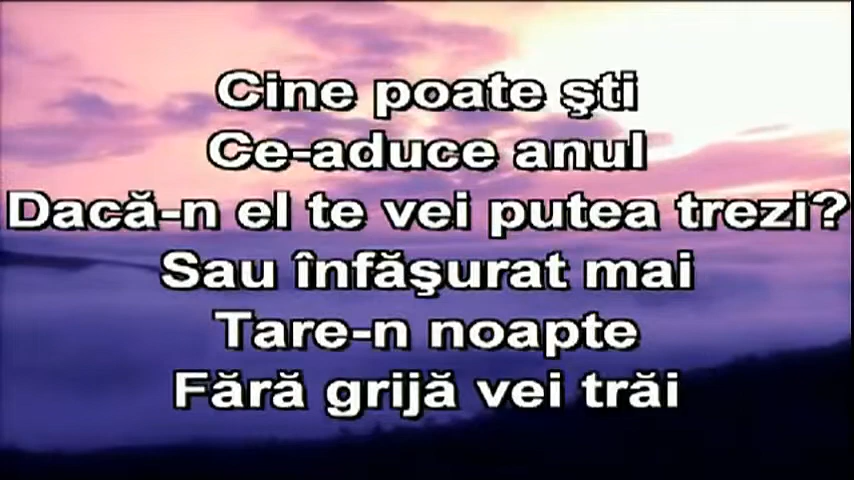 Cine poate şti
Ce-aduce anul
Dacă-n el te vei putea trezi?
Sau înfăşurat mai
Tare-n noapte
Fără grijă vei trăi